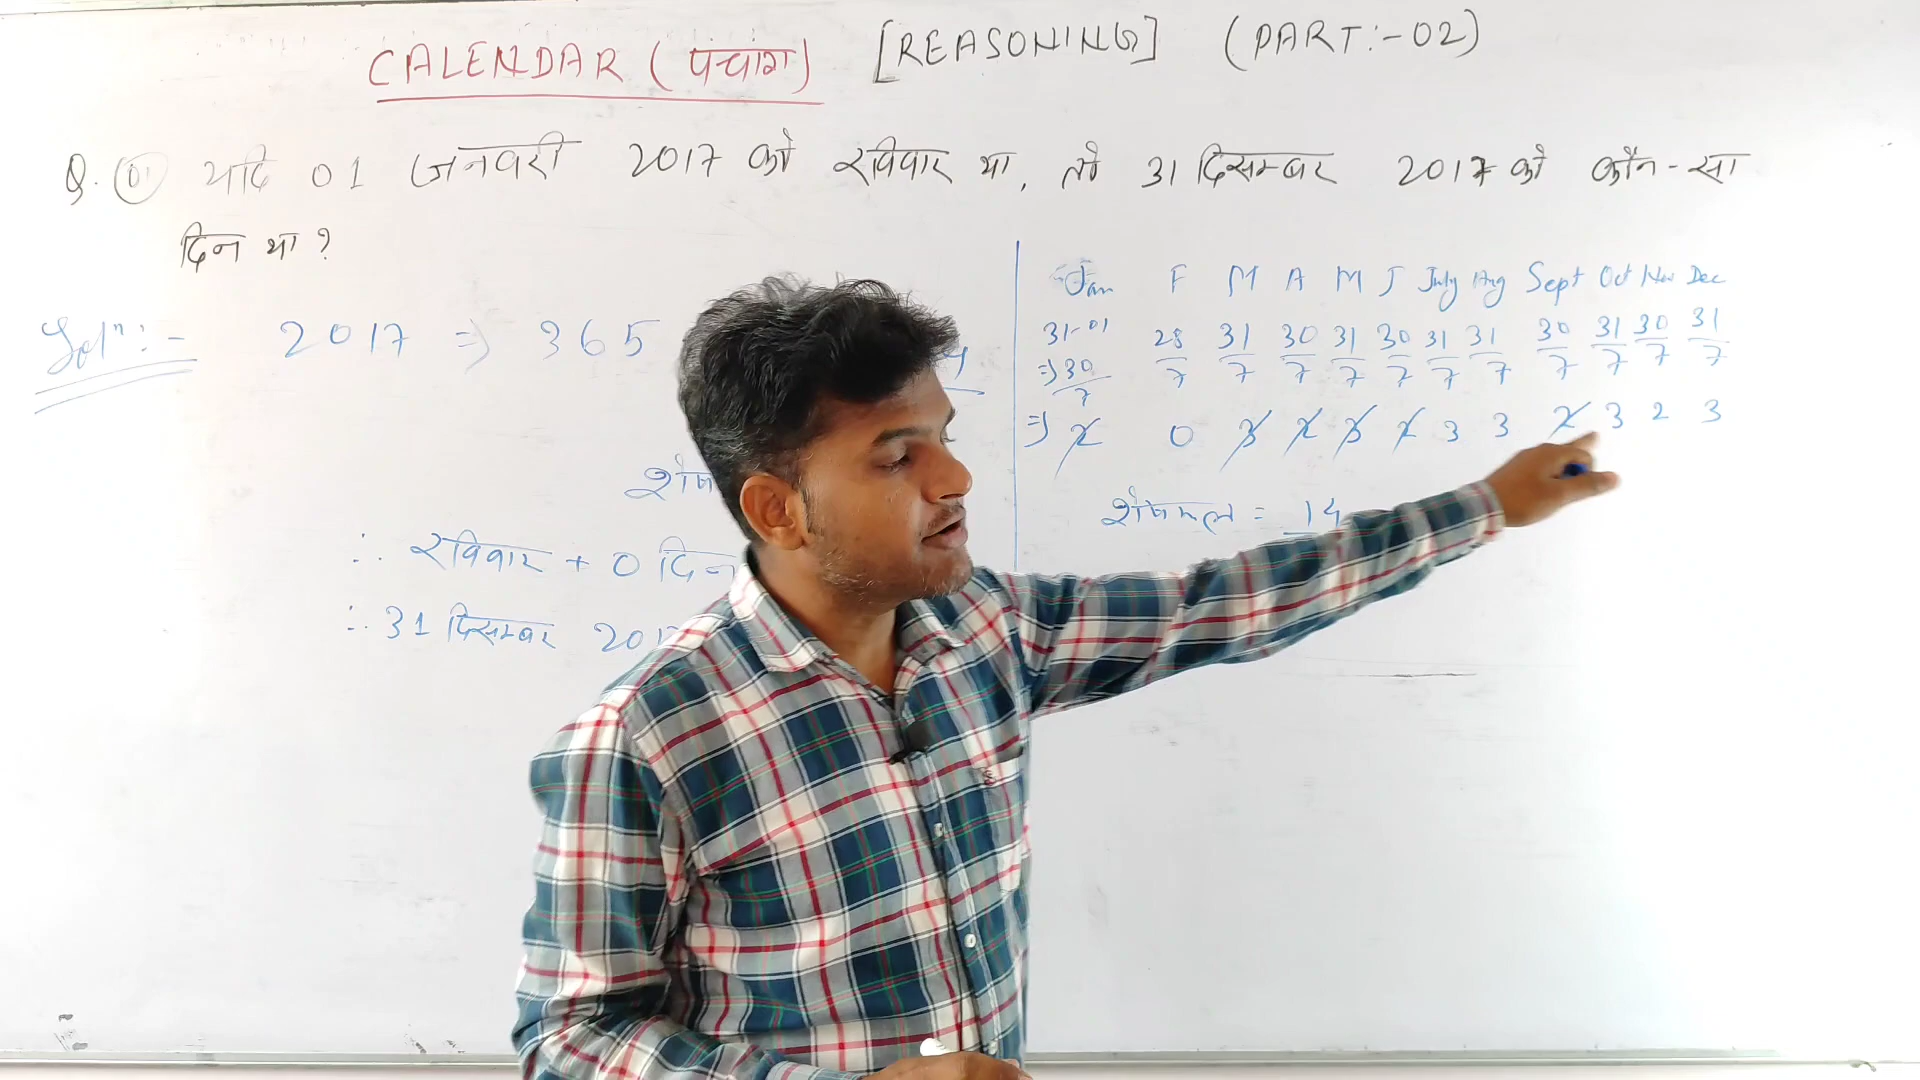 CALENDAR (पंचांग) [REASONING] (PART:-02)
Q. 01 यदि 01 जनवरी 2017 को रविवार था, तो 31 दिसम्बर 2017 को कौन-सा
दिन था?
Solⁿ:- 2017 ⇒ 365
∴ रविवार + 0 दिन
∴ 31 दिसम्बर 201
Jan F M A M J July Aug Sept Oct Nov Dec
31-01 28/7 31/7 30/7 31/7 30/7 31/7 31/7 30/7 31/7 30/7 31/7
⇒ 30/7
⇒ 2 0 3 2 3 2 3 3 2 3 2 3
शेषफल = 14